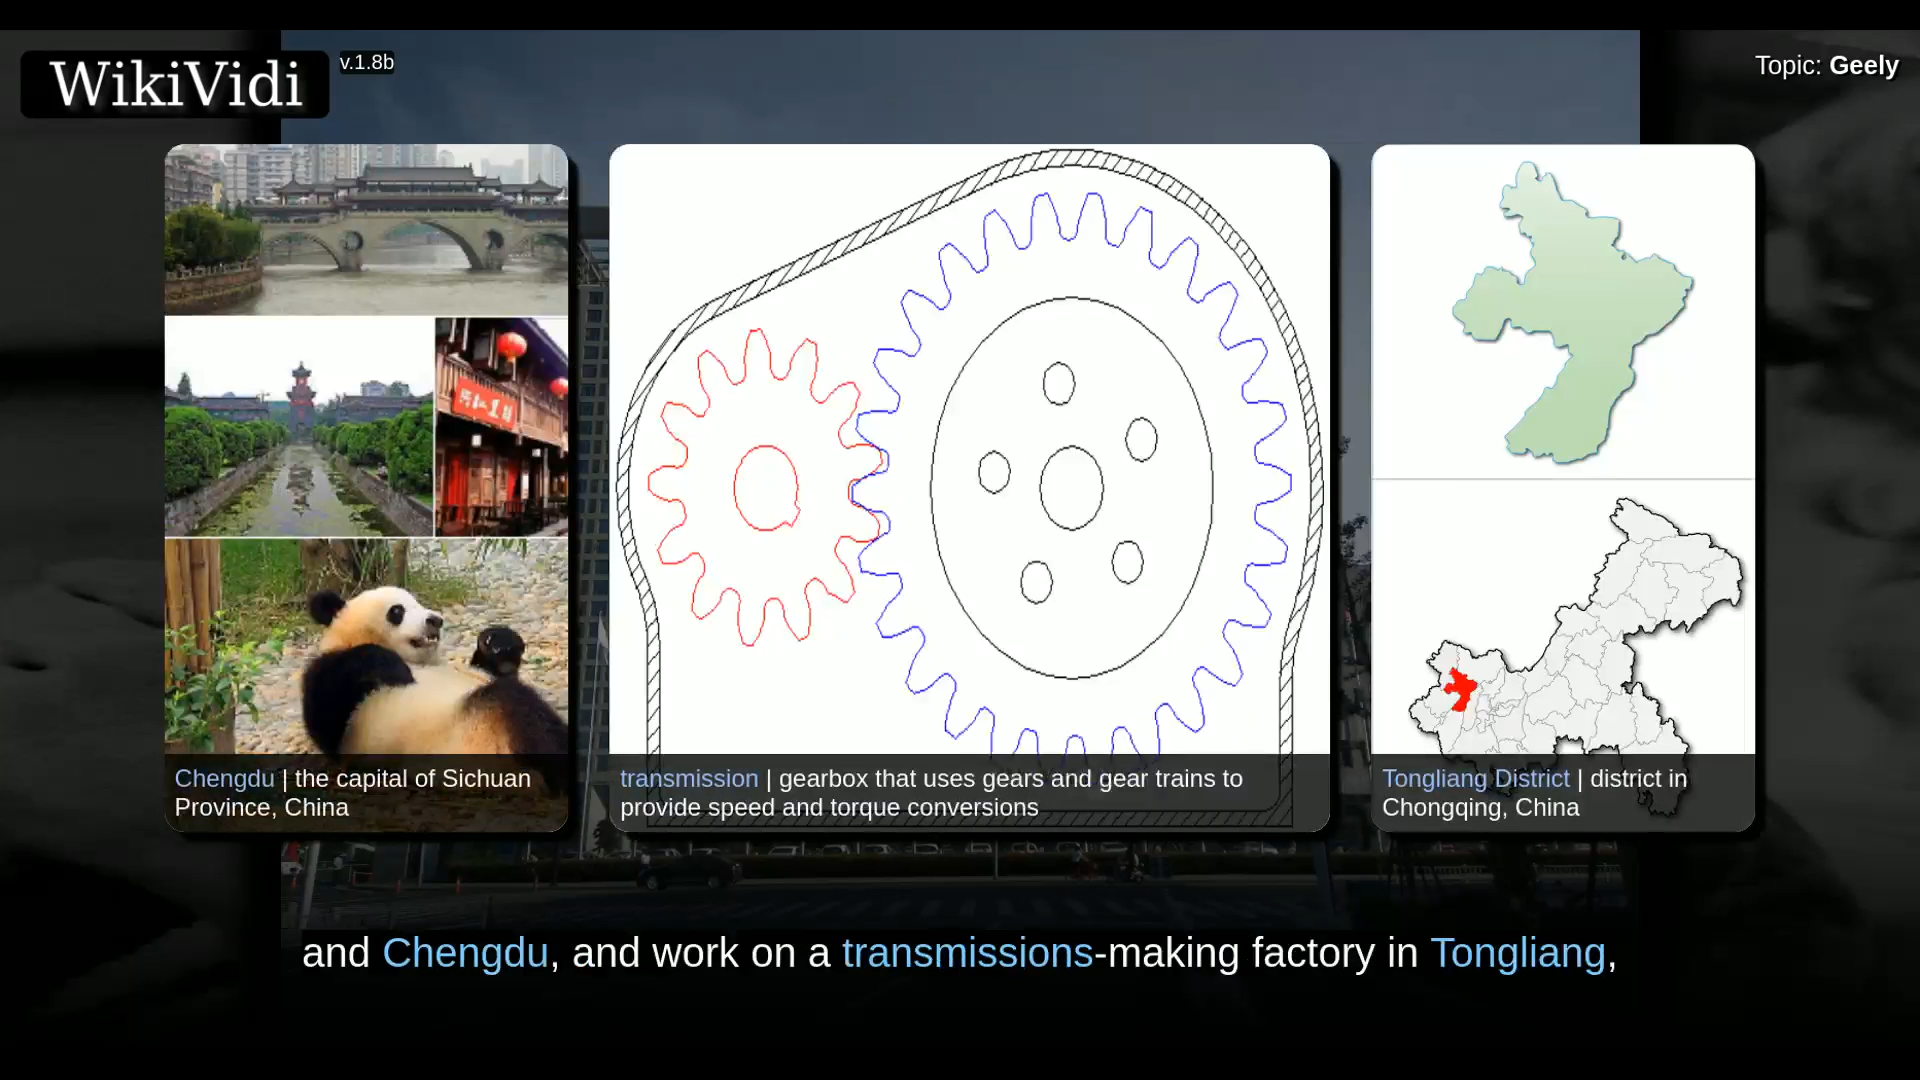 WikiVidi
v.1.8b
Topic: Geely
Chengdu | the capital of Sichuan
Province, China
transmission | gearbox that uses gears and gear trains to
provide speed and torque conversions
Tongliang District | district in
Chongqing, China
and Chengdu, and work on a transmissions-making factory in Tongliang,